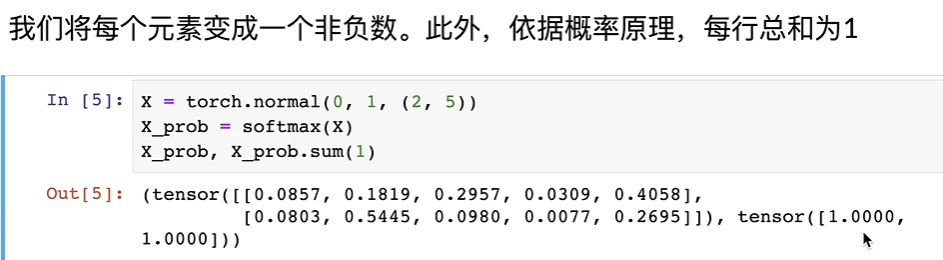 我们将每个元素变成一个非负数。此外，依据概率原理，每行总和为1
In [5]: X = torch.normal(0, 1, (2, 5))
X_prob = softmax(X)
X_prob, X_prob.sum(1)
Out[5]: (tensor([[0.0857, 0.1819, 0.2957, 0.0309, 0.4058],
[0.0803, 0.5445, 0.0980, 0.0077, 0.2695]]), tensor([1.0000,
1.0000]))